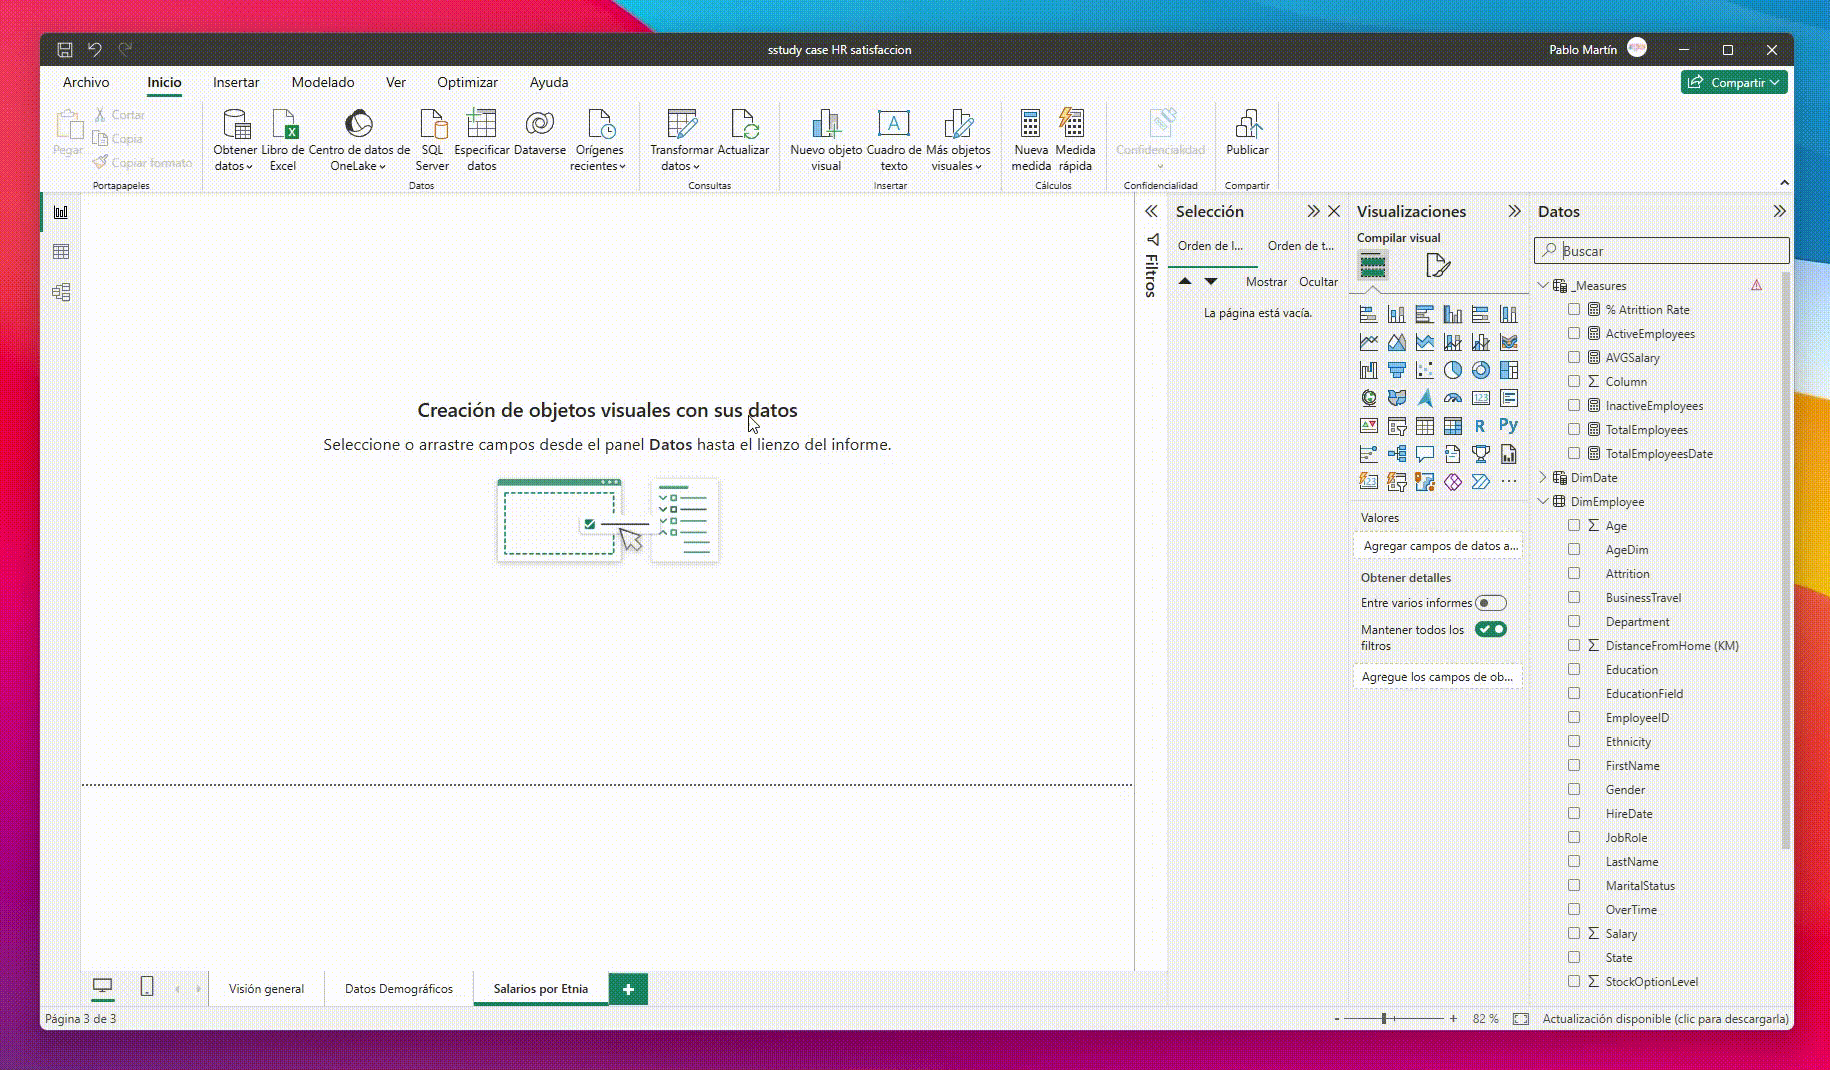 sstudy case HR satisfaccion
Pablo Martín
Archivo
Inicio
Insertar
Modelado
Ver
Optimizar
Ayuda
Compartir
Pegar
Cortar
Copia
Copiar formato
Portapapeles
Obtener datos
Libro de Excel
Centro de datos de OneLake
SQL Server
Especificar datos
Dataverse
Orígenes recientes
Datos
Transformar datos
Actualizar
Consultas
Nuevo objeto visual
Cuadro de texto
Más objetos visuales
Insertar
Nueva medida
Medida rápida
Cálculos
Confidencialidad
Confidencialidad
Publicar
Compartir
Creación de objetos visuales con sus datos
Seleccione o arrastre campos desde el panel Datos hasta el lienzo del informe.
Filtros
Selección
Orden de l...
Orden de t...
Mostrar
Ocultar
La página está vacía.
Visualizaciones
Compilar visual
123
R
Py
123
Valores
Agregar campos de datos a...
Obtener detalles
Entre varios informes
Mantener todos los
filtros
Agregue los campos de ob...
Datos
Buscar
_Measures
% Atrittion Rate
ActiveEmployees
AVGSalary
Column
InactiveEmployees
TotalEmployees
TotalEmployeesDate
DimDate
DimEmployee
Age
AgeDim
Attrition
BusinessTravel
Department
DistanceFromHome (KM)
Education
EducationField
EmployeeID
Ethnicity
FirstName
Gender
HireDate
JobRole
LastName
MaritalStatus
OverTime
Salary
State
StockOptionLevel
Visión general
Datos Demográficos
Salarios por Etnia
+
Página 3 de 3
- + 82 %
Actualización disponible (clic para descargarla)